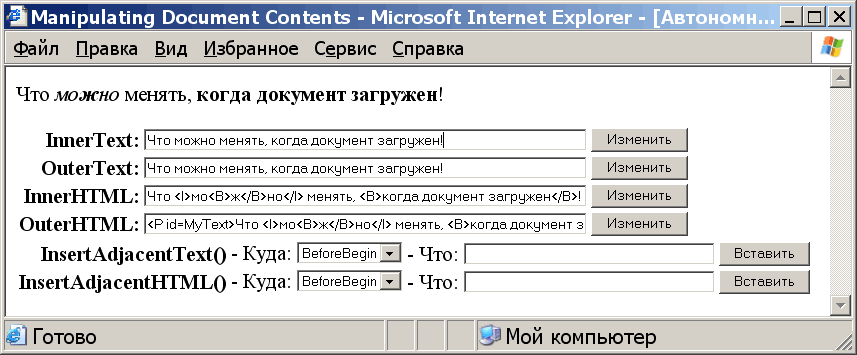 Manipulating Document Contents - Microsoft Internet Explorer - [Автономн...
Файл Правка Вид Избранное Сервис Справка
Что можно менять, когда документ загружен!
InnerText: Что можно менять, когда документ загружен! Изменить
OuterText: Что можно менять, когда документ загружен! Изменить
InnerHTML: Что <I>мо<B>ж</B>но</I> менять, <B>когда документ загружен</B>! Изменить
OuterHTML: <P id=MyText>Что <I>мо<B>ж</B>но</I> менять, <B>когда документ з Изменить
InsertAdjacentText() - Куда: BeforeBegin - Что: Вставить
InsertAdjacentHTML() - Куда: BeforeBegin - Что: Вставить
Готово Мой компьютер